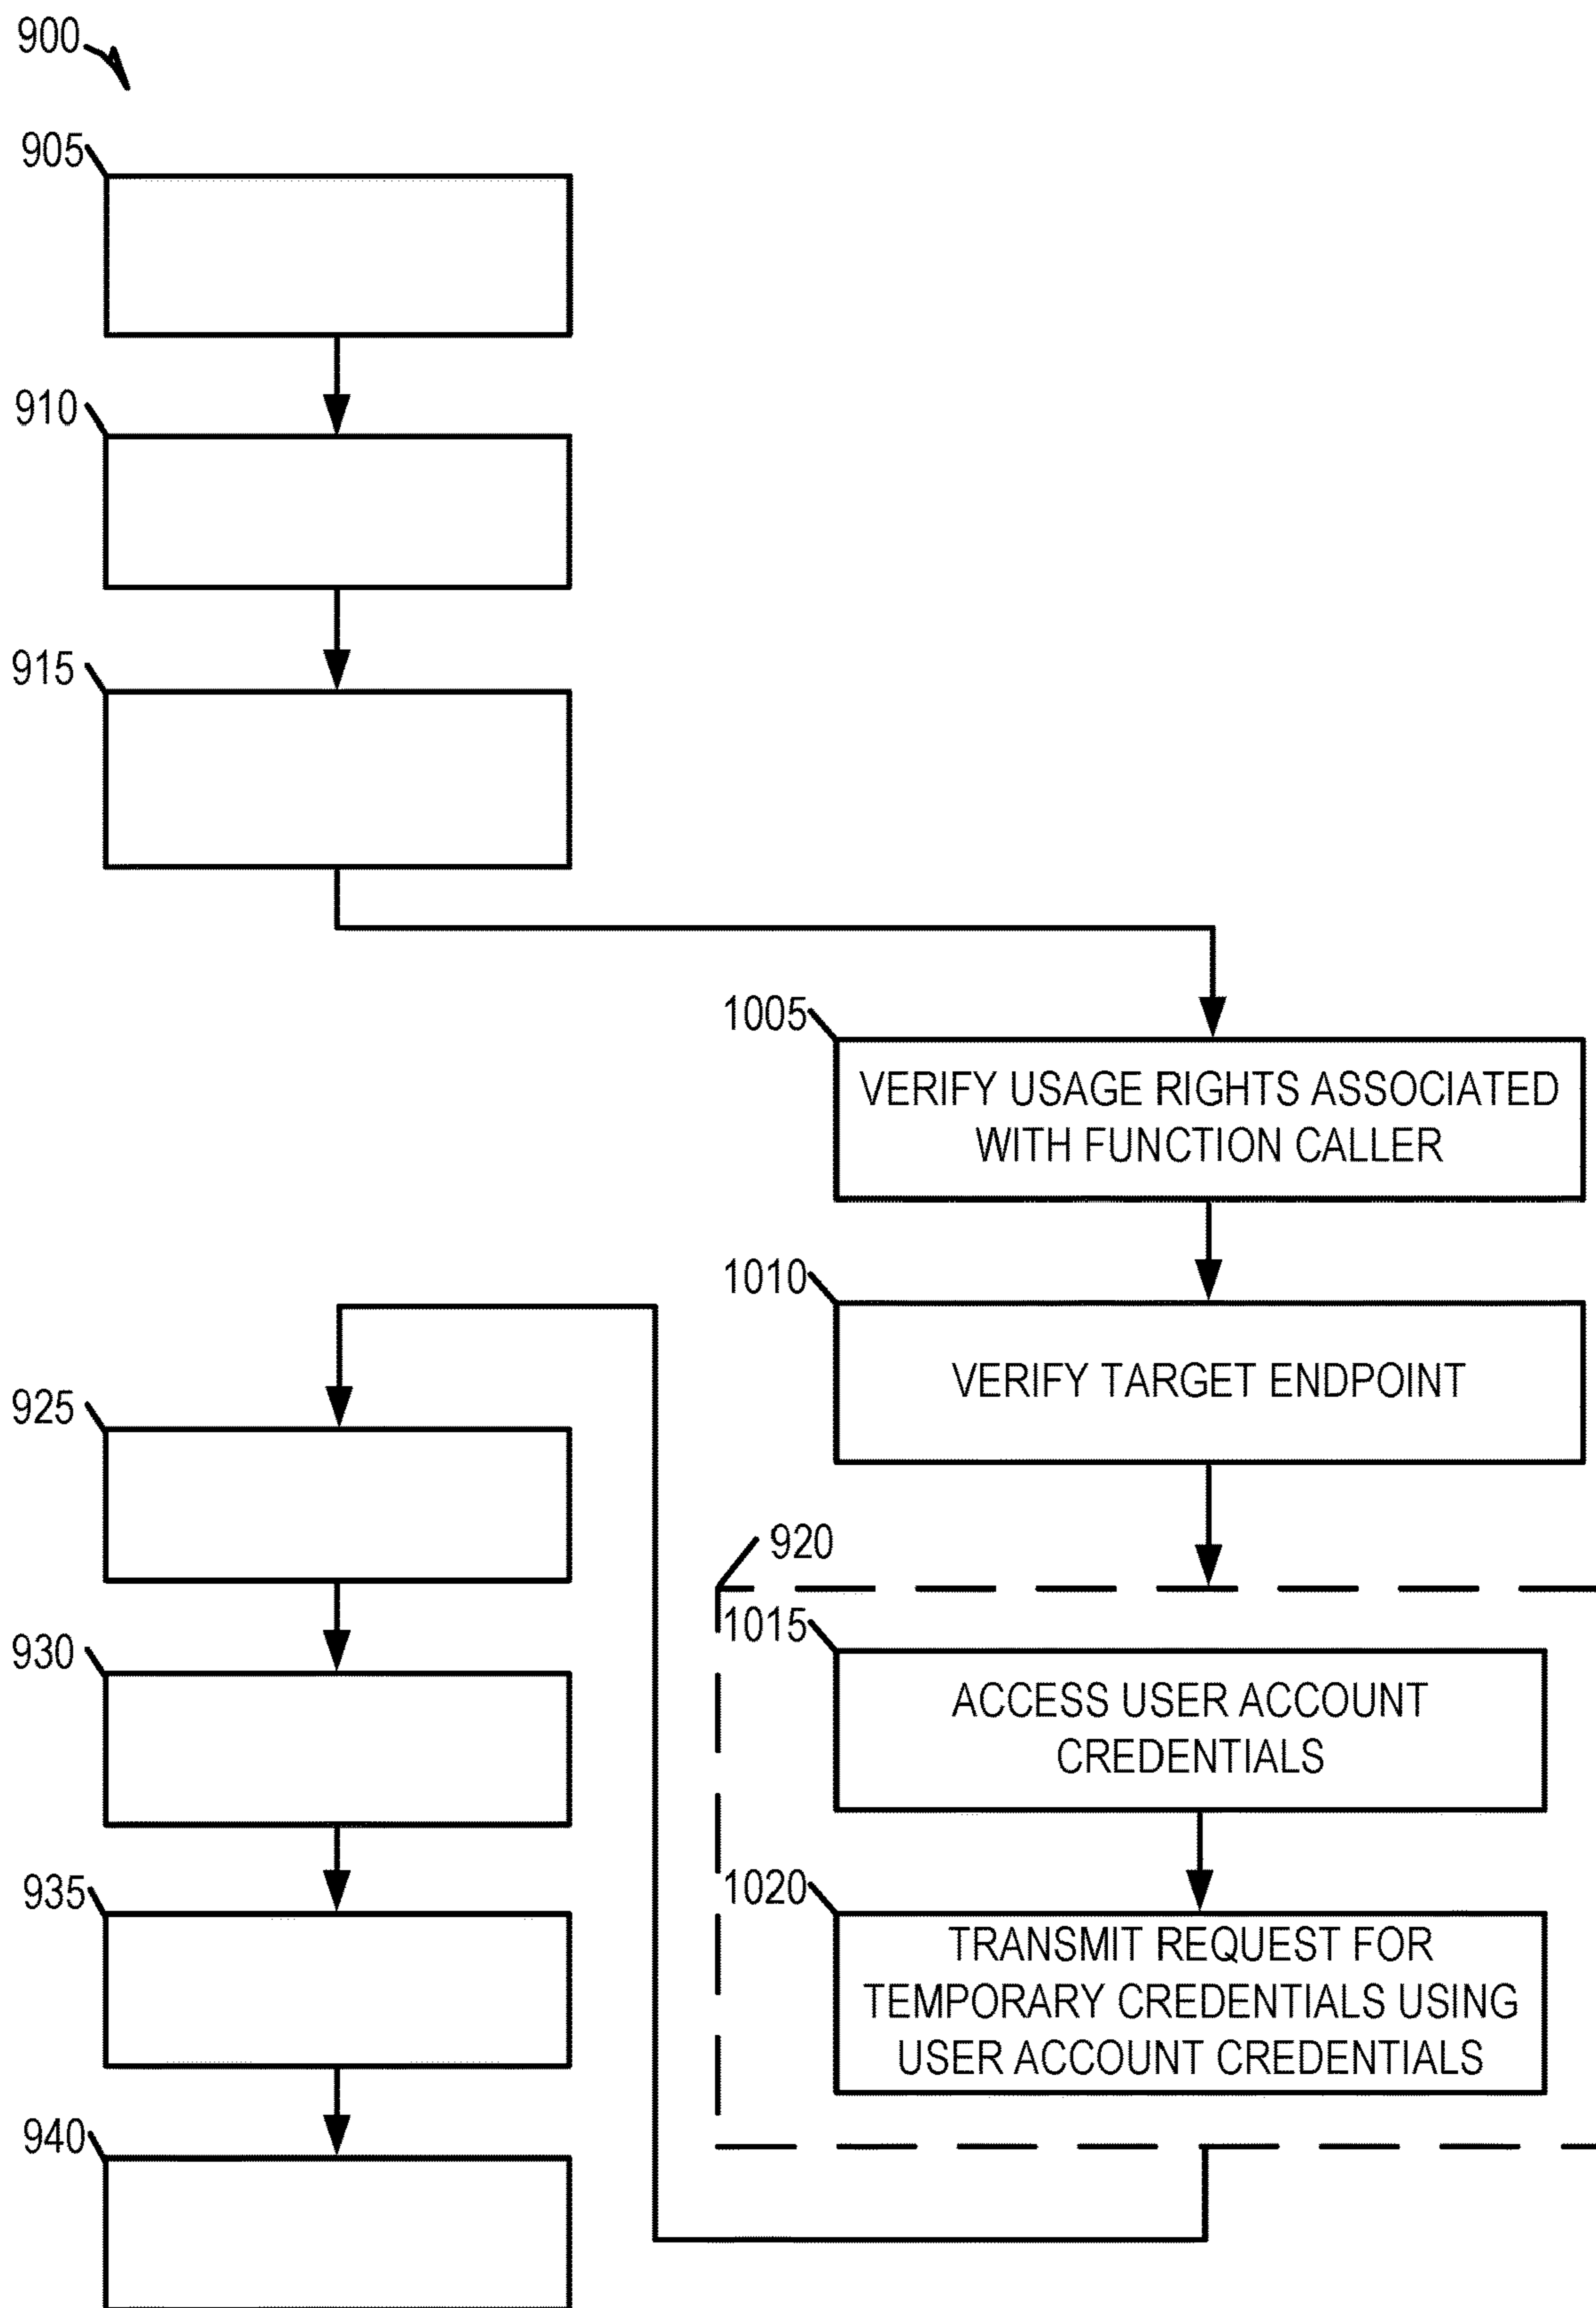 900
905
910
915
1005
VERIFY USAGE RIGHTS ASSOCIATED
WITH FUNCTION CALLER
1010
VERIFY TARGET ENDPOINT
925
920
1015
ACCESS USER ACCOUNT
CREDENTIALS
930
935
1020
TRANSMIT REQUEST FOR
TEMPORARY CREDENTIALS USING
USER ACCOUNT CREDENTIALS
940